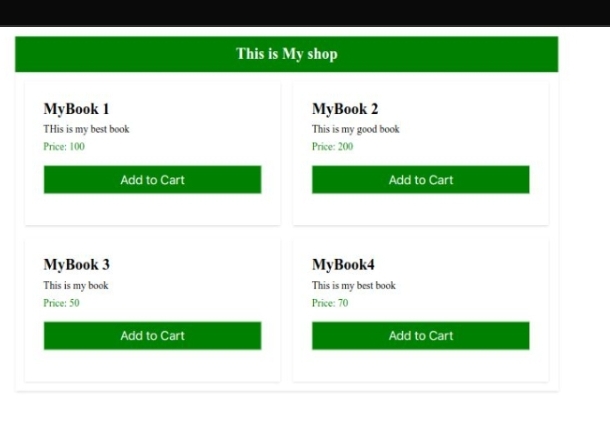 This is My shop
MyBook 1
THis is my best book
Price: 100
Add to Cart
MyBook 2
This is my good book
Price: 200
Add to Cart
MyBook 3
This is my book
Price: 50
Add to Cart
MyBook4
This is my best book
Price: 70
Add to Cart